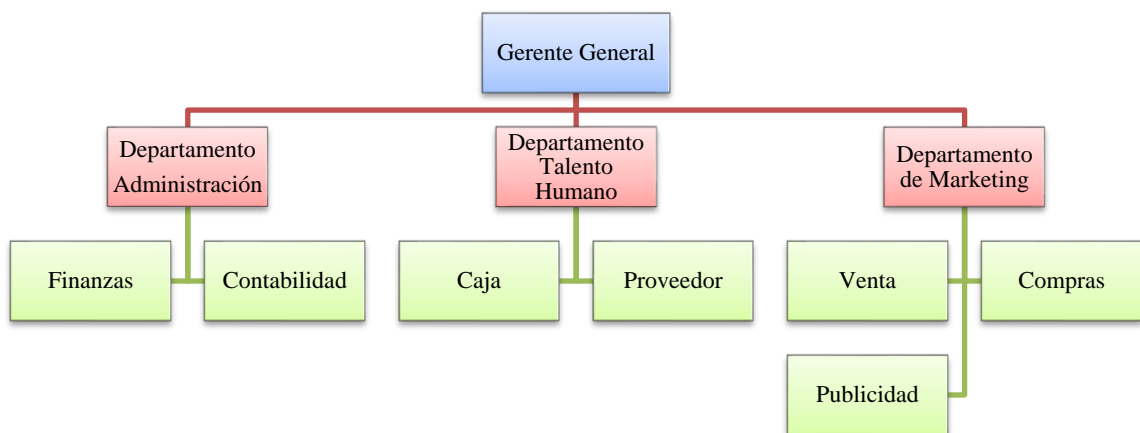 Gerente General
Departamento
Administración
Departamento
Talento
Humano
Departamento
de Marketing
Finanzas
Contabilidad
Caja
Proveedor
Venta
Compras
Publicidad